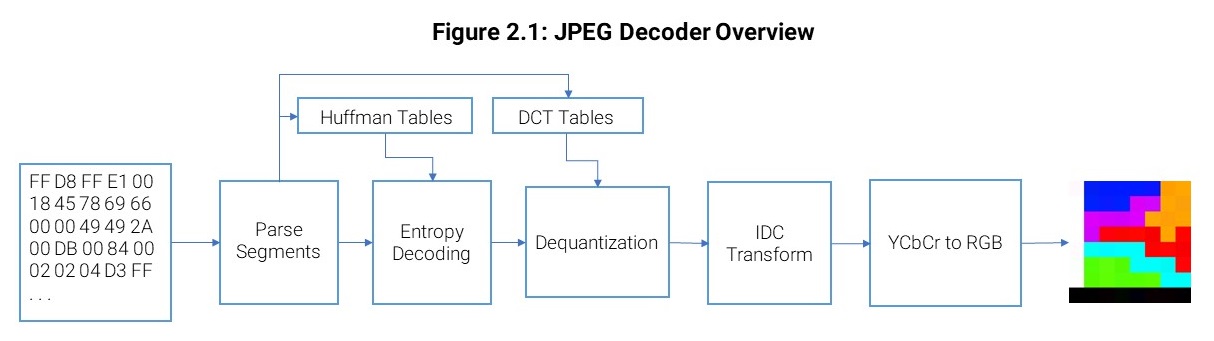 Figure 2.1: JPEG Decoder Overview
Huffman Tables
DCT Tables
FF D8 FF E1 00
18 45 78 69 66
00 00 49 49 2A
00 DB 00 84 00
02 02 04 D3 FF
. . .
Parse
Segments
Entropy
Decoding
Dequantization
IDC
Transform
YCbCr to RGB